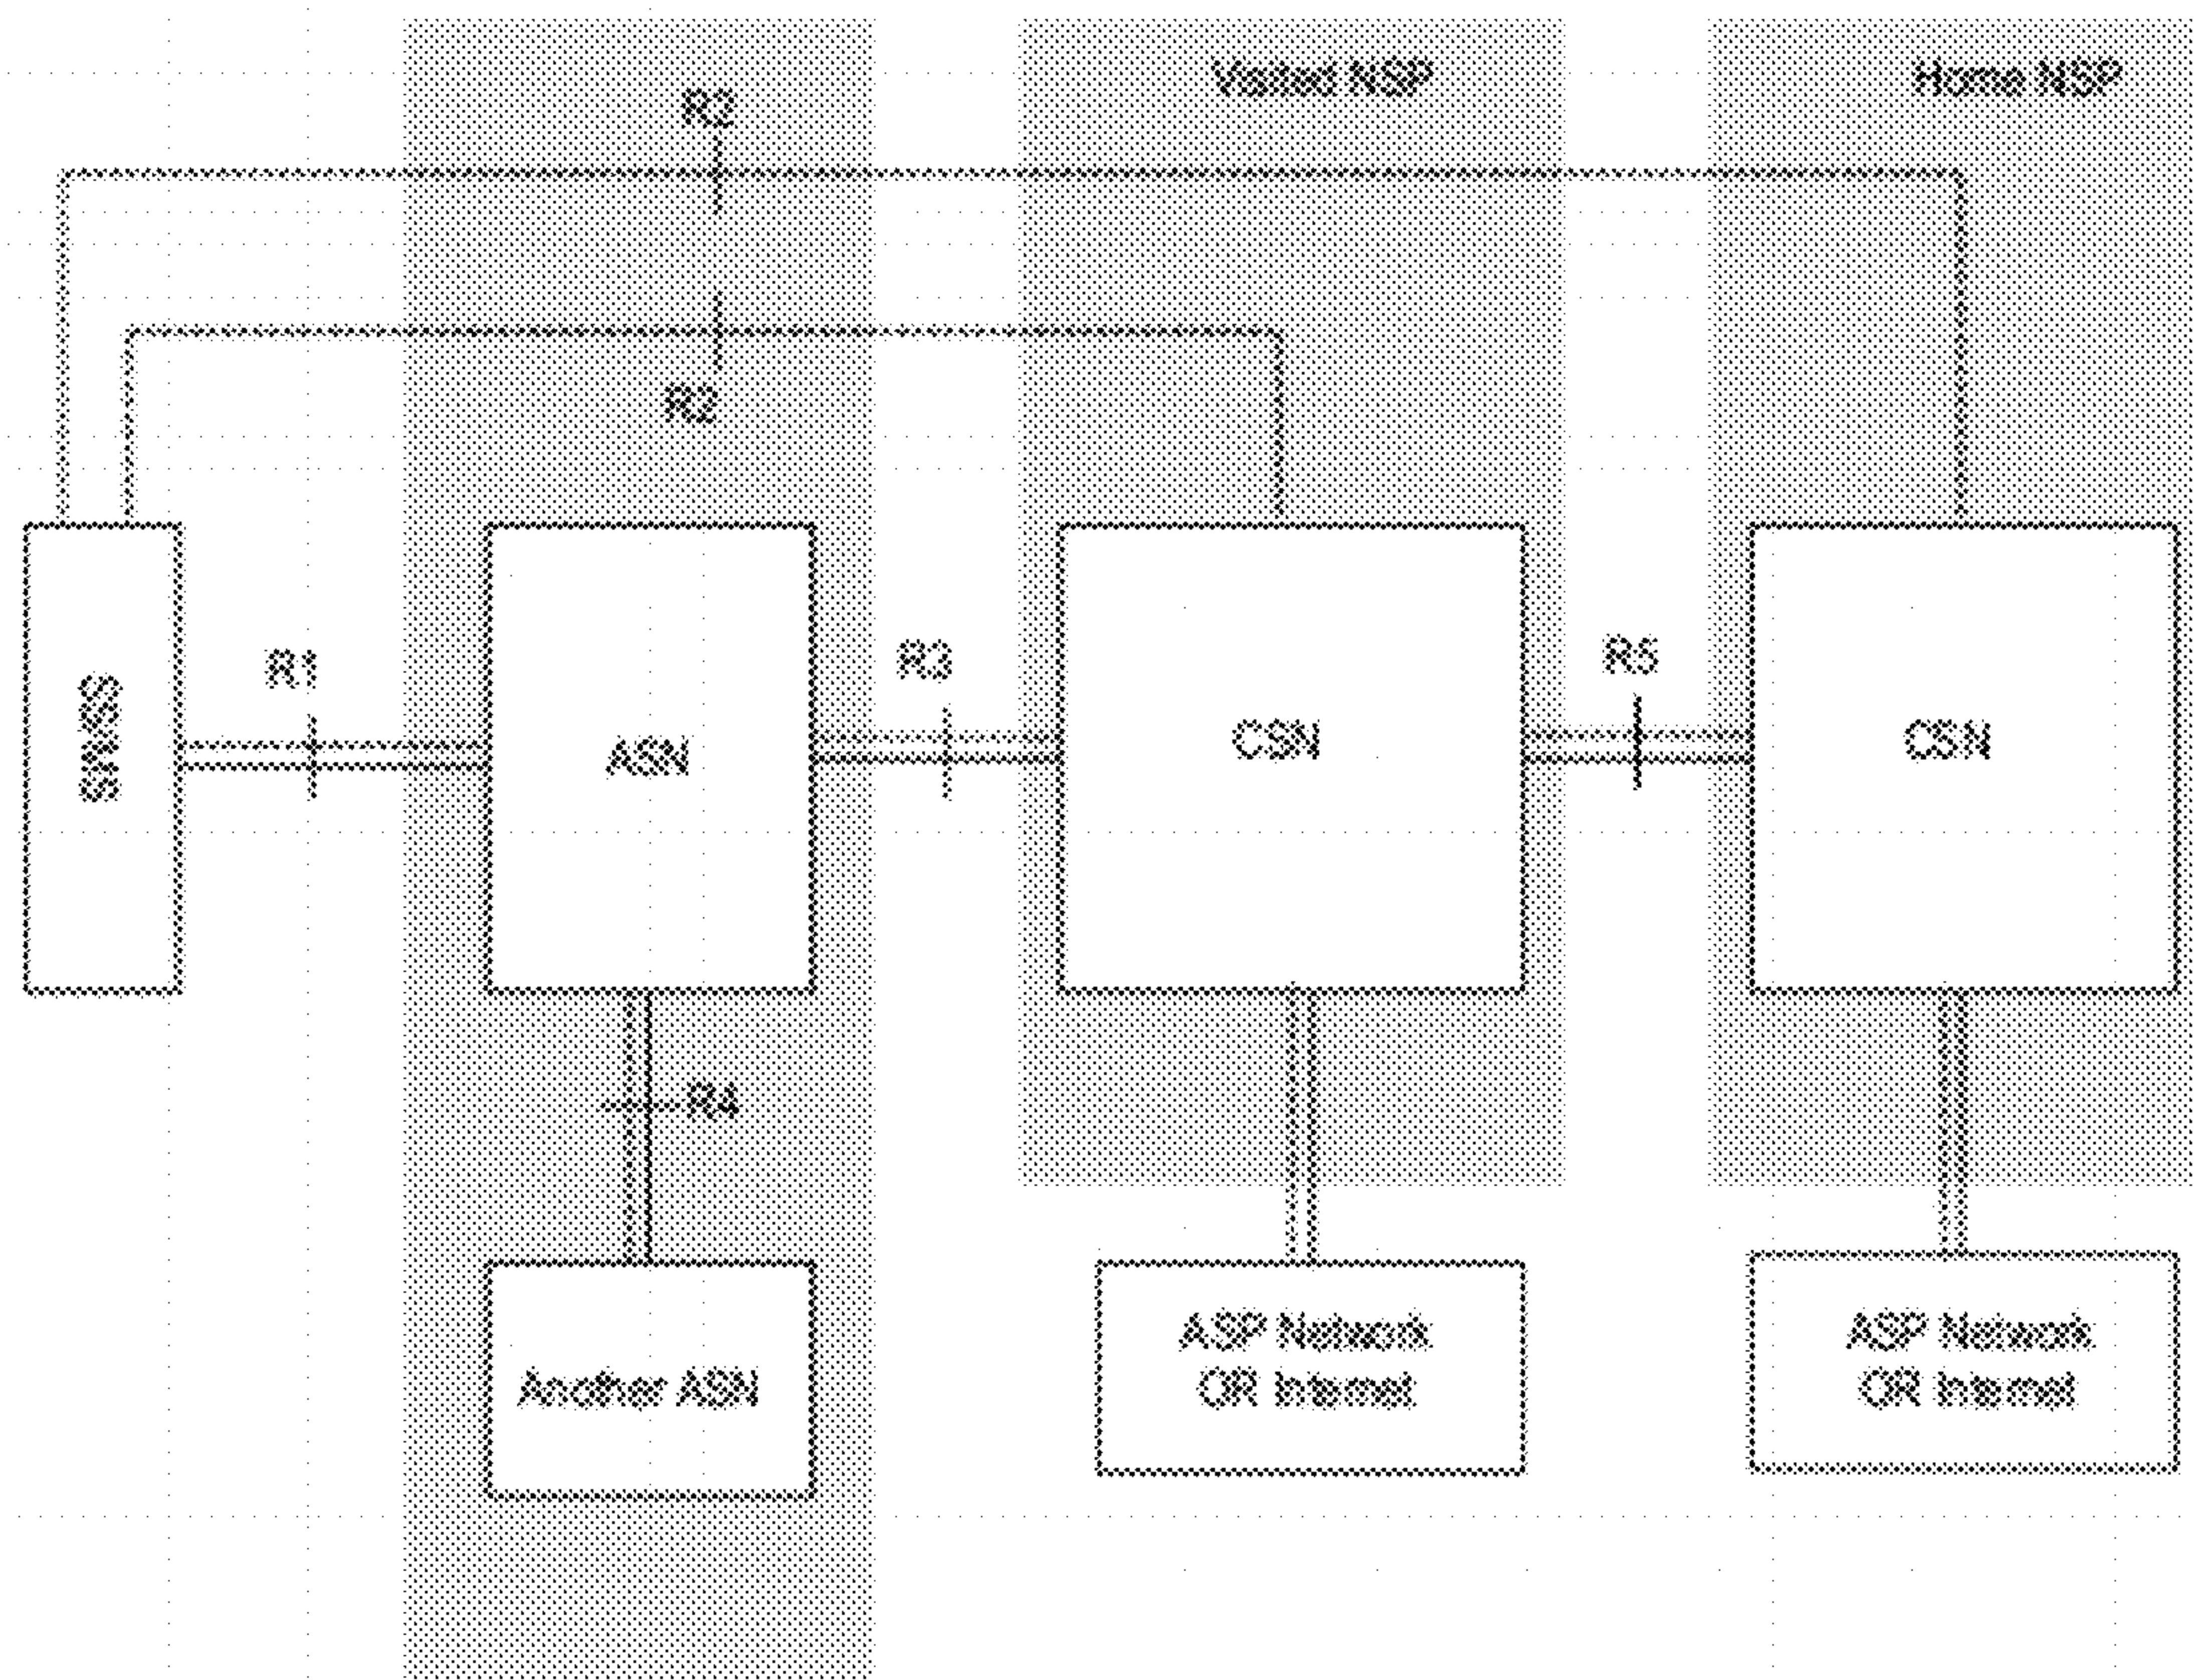 Visited NSP
Home NSP
R2
R2
SS/MSS
R1
ASN
R3
CSN
R5
CSN
R4
Another ASN
ASP Network
OR Internet
ASP Network
OR Internet